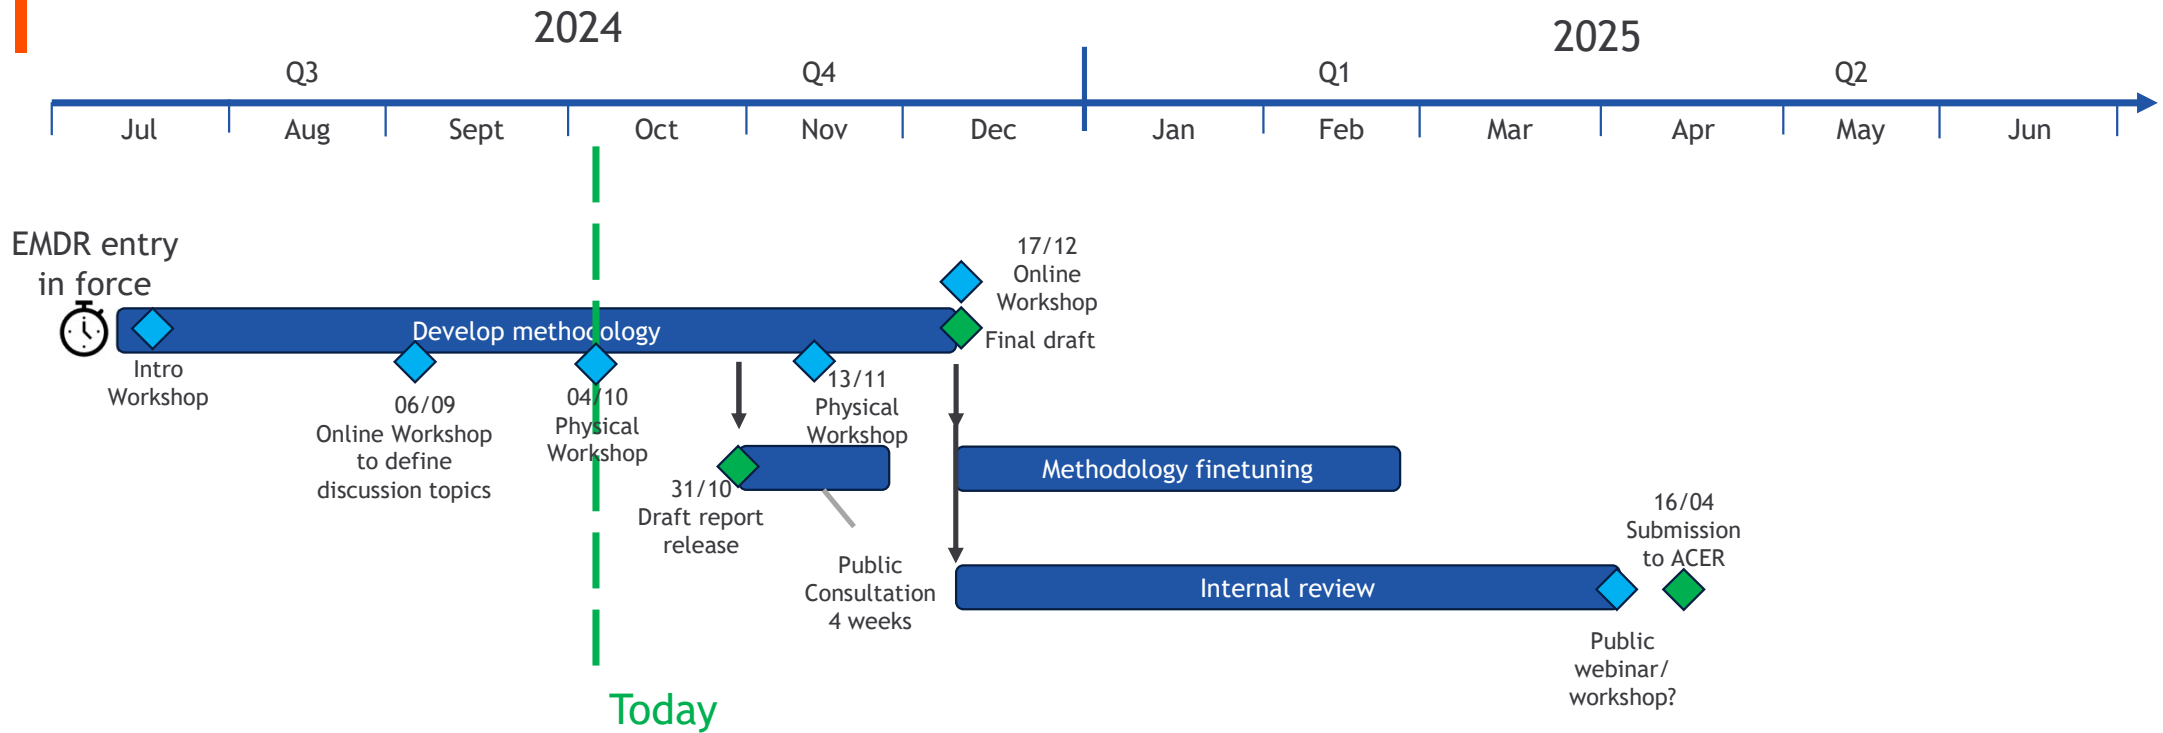 2024
2025
Q3
Q4
Q1
Q2
Jul
Aug
Sept
Oct
Nov
Dec
Jan
Feb
Mar
Apr
May
Jun
EMDR entry
in force
17/12
Online
Workshop
Develop methodology
Final draft
Intro
Workshop
06/09
Online Workshop
to define
discussion topics
04/10
Physical
Workshop
13/11
Physical
Workshop
Methodology finetuning
31/10
Draft report
release
16/04
Submission
to ACER
Public
Consultation
4 weeks
Internal review
Public
webinar/
workshop?
Today